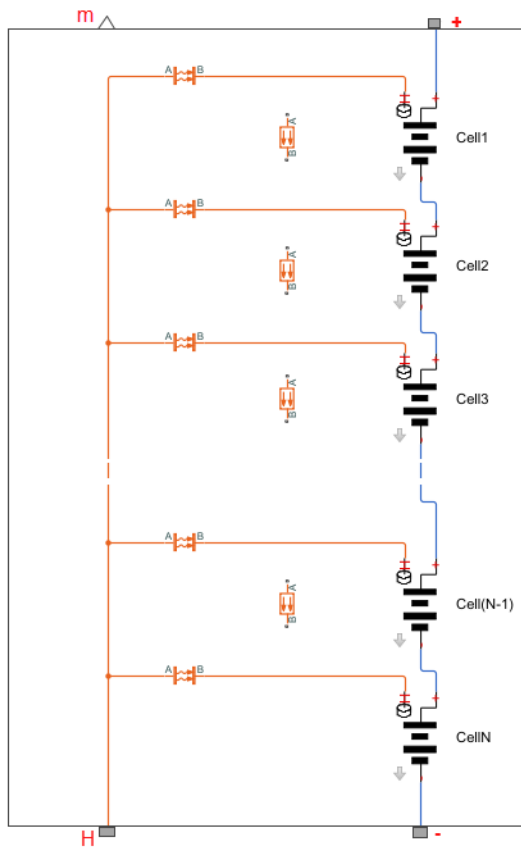 m +
A B
Cell1
A
B
A B
Cell2
A
B
A B
Cell3
A
B
A B
Cell(N-1)
A
B
A B
CellN
H -